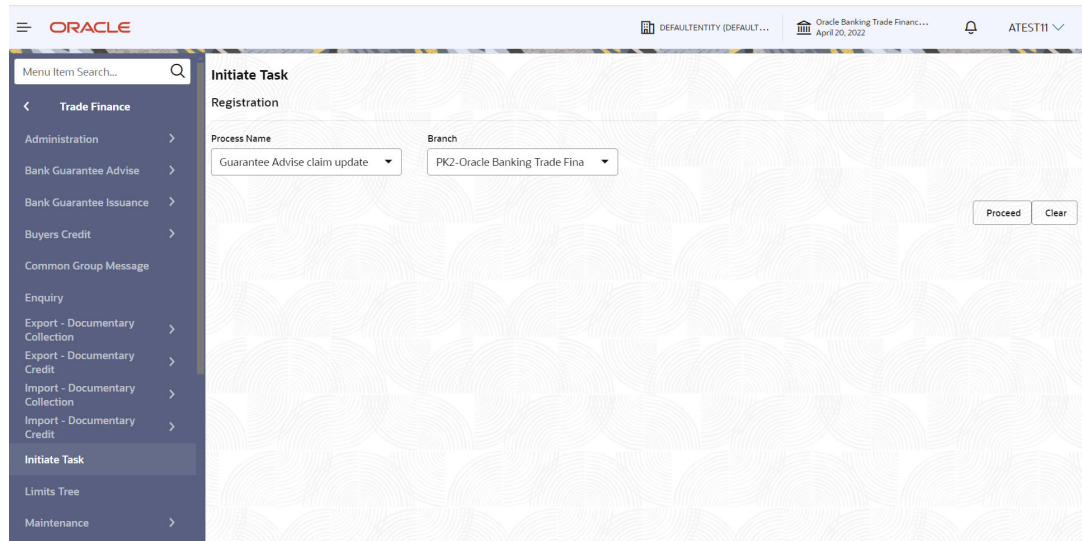 ORACLE
DEFAULTENTITY (DEFAULT...
Oracle Banking Trade Financ...
April 20, 2022
ATEST11
Menu Item Search...
Trade Finance
Administration
Bank Guarantee Advise
Bank Guarantee Issuance
Buyers Credit
Common Group Message
Enquiry
Export - Documentary
Collection
Export - Documentary
Credit
Import - Documentary
Collection
Import - Documentary
Credit
Initiate Task
Limits Tree
Maintenance
Initiate Task
Registration
Process Name
Branch
Guarantee Advise claim update
PK2-Oracle Banking Trade Fina
Proceed
Clear